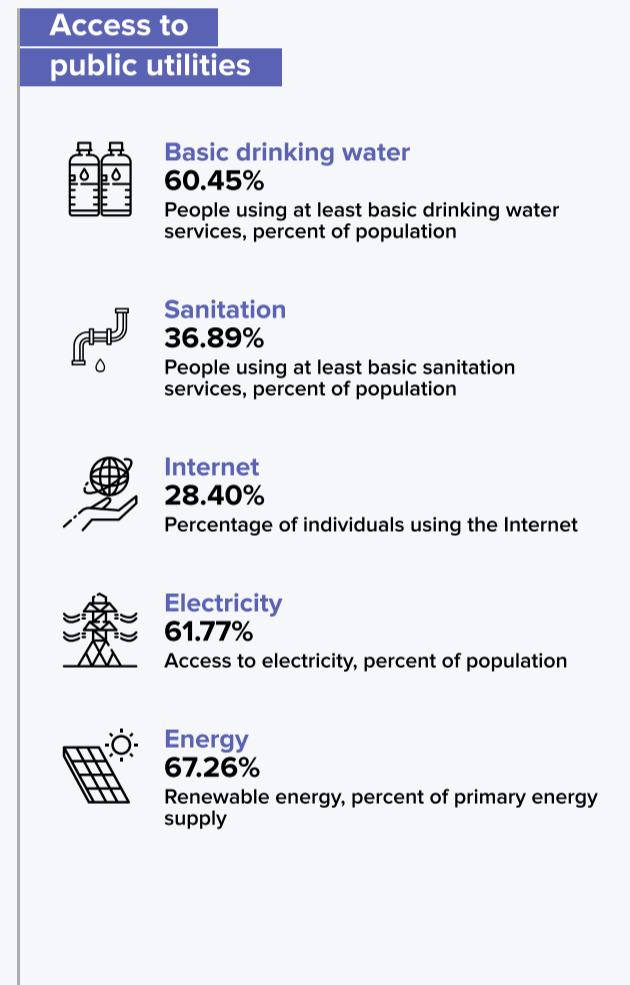 Access to
public utilities
Basic drinking water
60.45%
People using at least basic drinking water
services, percent of population
Sanitation
36.89%
People using at least basic sanitation
services, percent of population
Internet
28.40%
Percentage of individuals using the Internet
Electricity
61.77%
Access to electricity, percent of population
Energy
67.26%
Renewable energy, percent of primary energy
supply